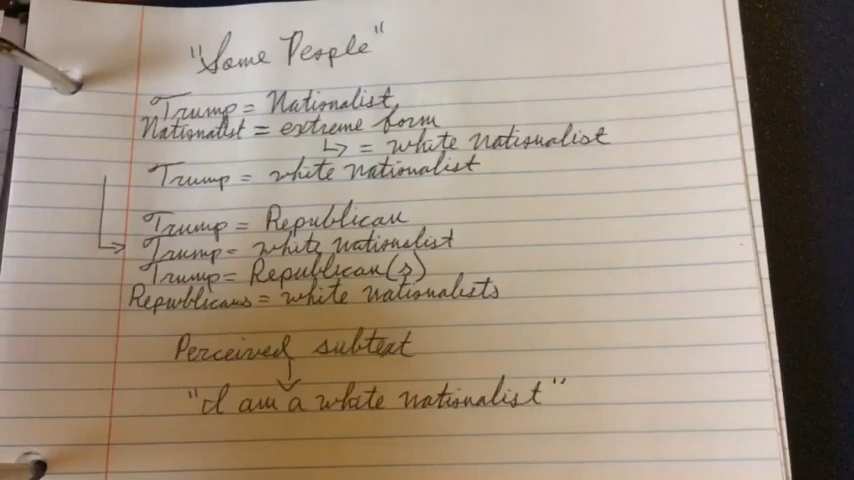 "Some People"
Trump = Nationalist
Nationalist = extreme form
↳ = white nationalist
Trump = white nationalist
Trump = Republican
Trump = white nationalist
Trump = Republican(s)
Republicans = white nationalists
Perceived subtext
"I am a white nationalist"